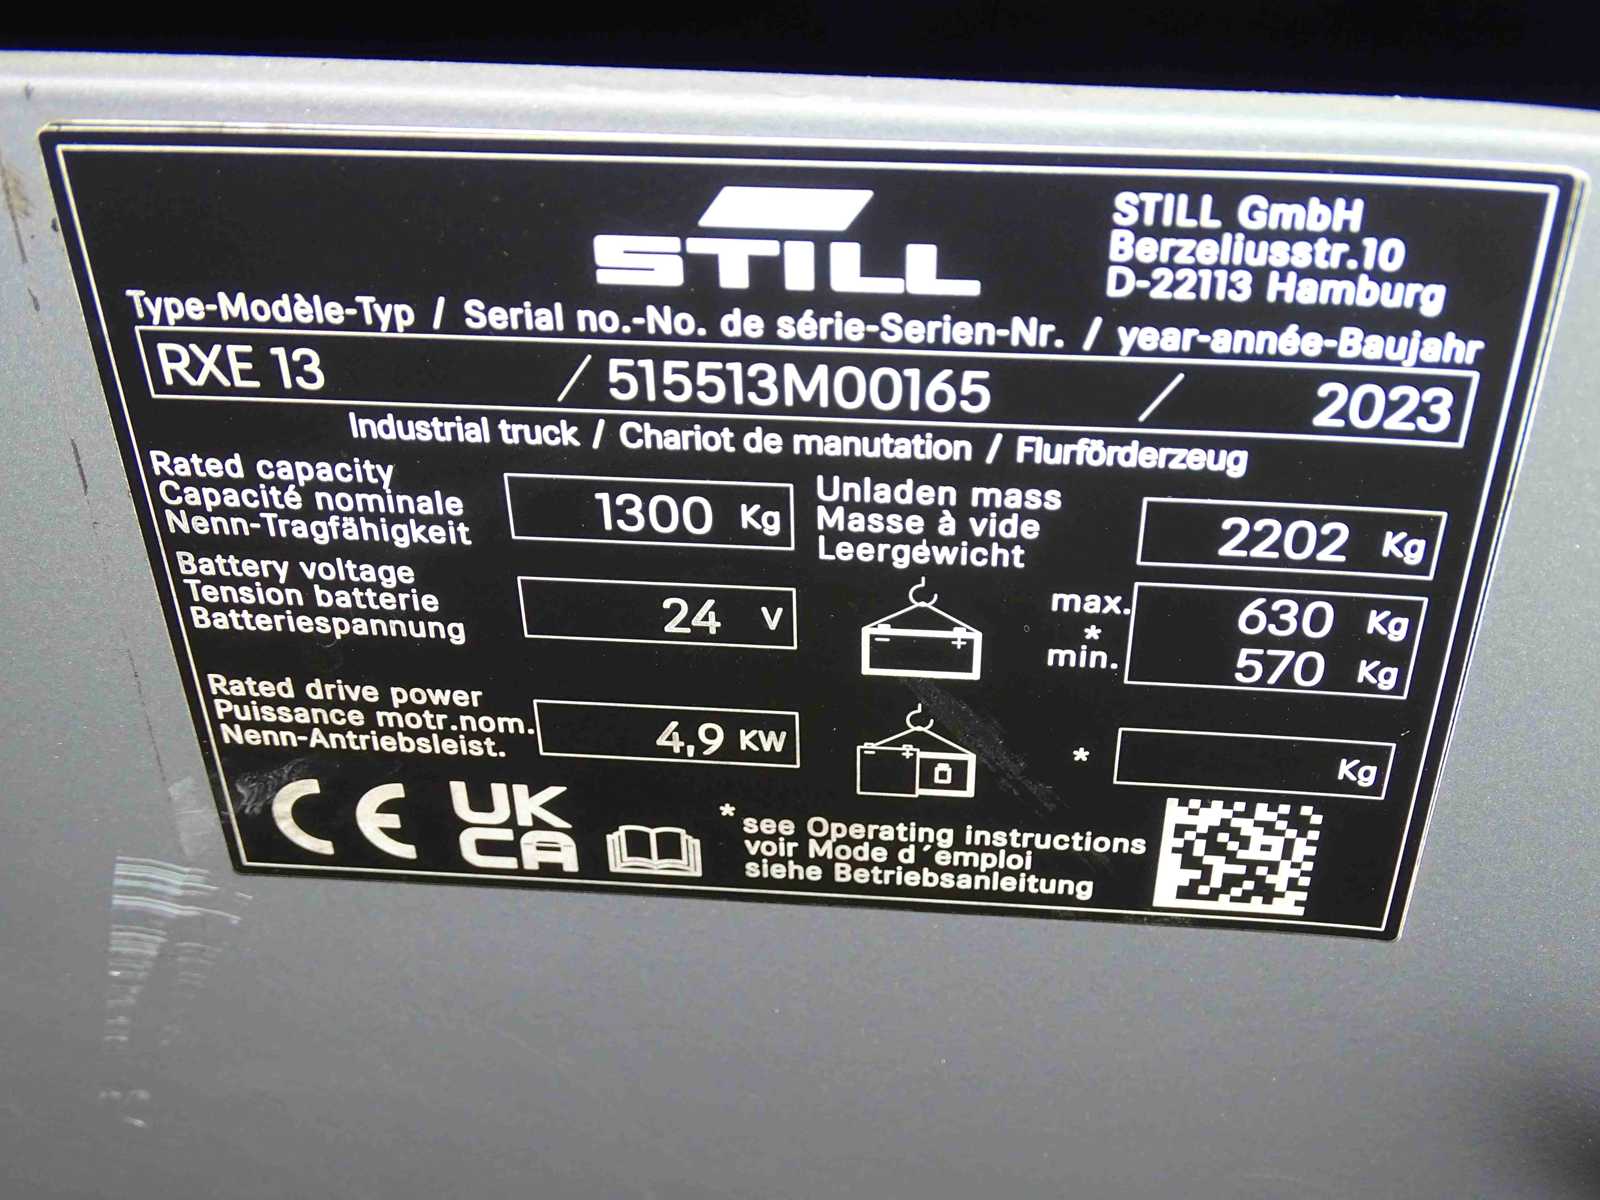 STILL
STILL GmbH
Berzeliusstr.10
D-22113 Hamburg
Type-Modèle-Typ / Serial no.-No. de série-Serien-Nr. / year-année-Baujahr
RXE 13 / 515513M00165 / 2023
Industrial truck / Chariot de manutation / Flurförderzeug
Rated capacity
Capacité nominale
Nenn-Tragfähigkeit
1300 Kg
Unladen mass
Masse à vide
Leergewicht
2202 Kg
Battery voltage
Tension batterie
Batteriespannung
24 V
max.
*
min.
630 Kg
570 Kg
Rated drive power
Puissance motr.nom.
Nenn-Antriebsleist.
4,9 KW
* Kg
CE
UK
CA
*see Operating instructions
voir Mode d'emploi
siehe Betriebsanleitung